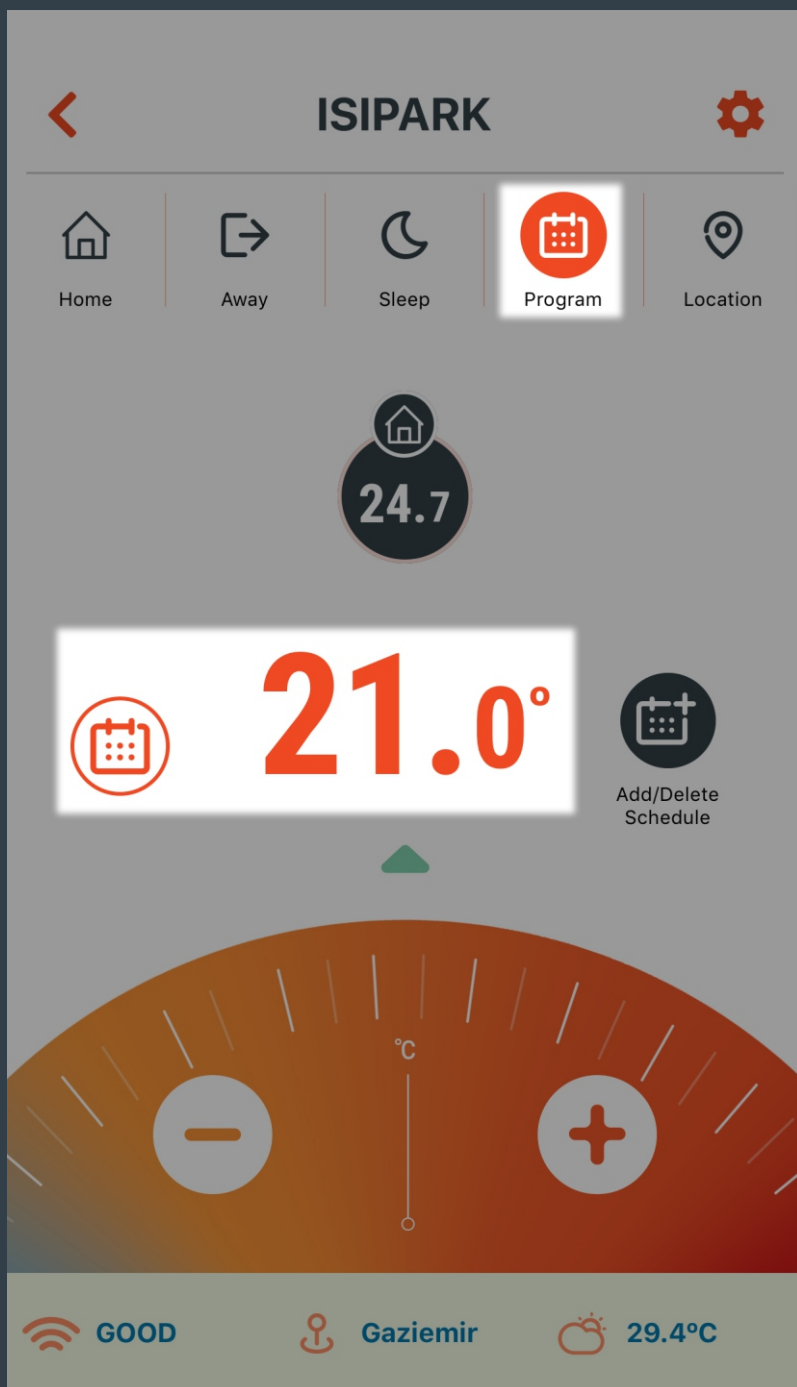 ISIPARK
Home Away Sleep Program Location
24.7
21.0°
Add/Delete
Schedule
°C
GOOD Gaziemir 29.4°C